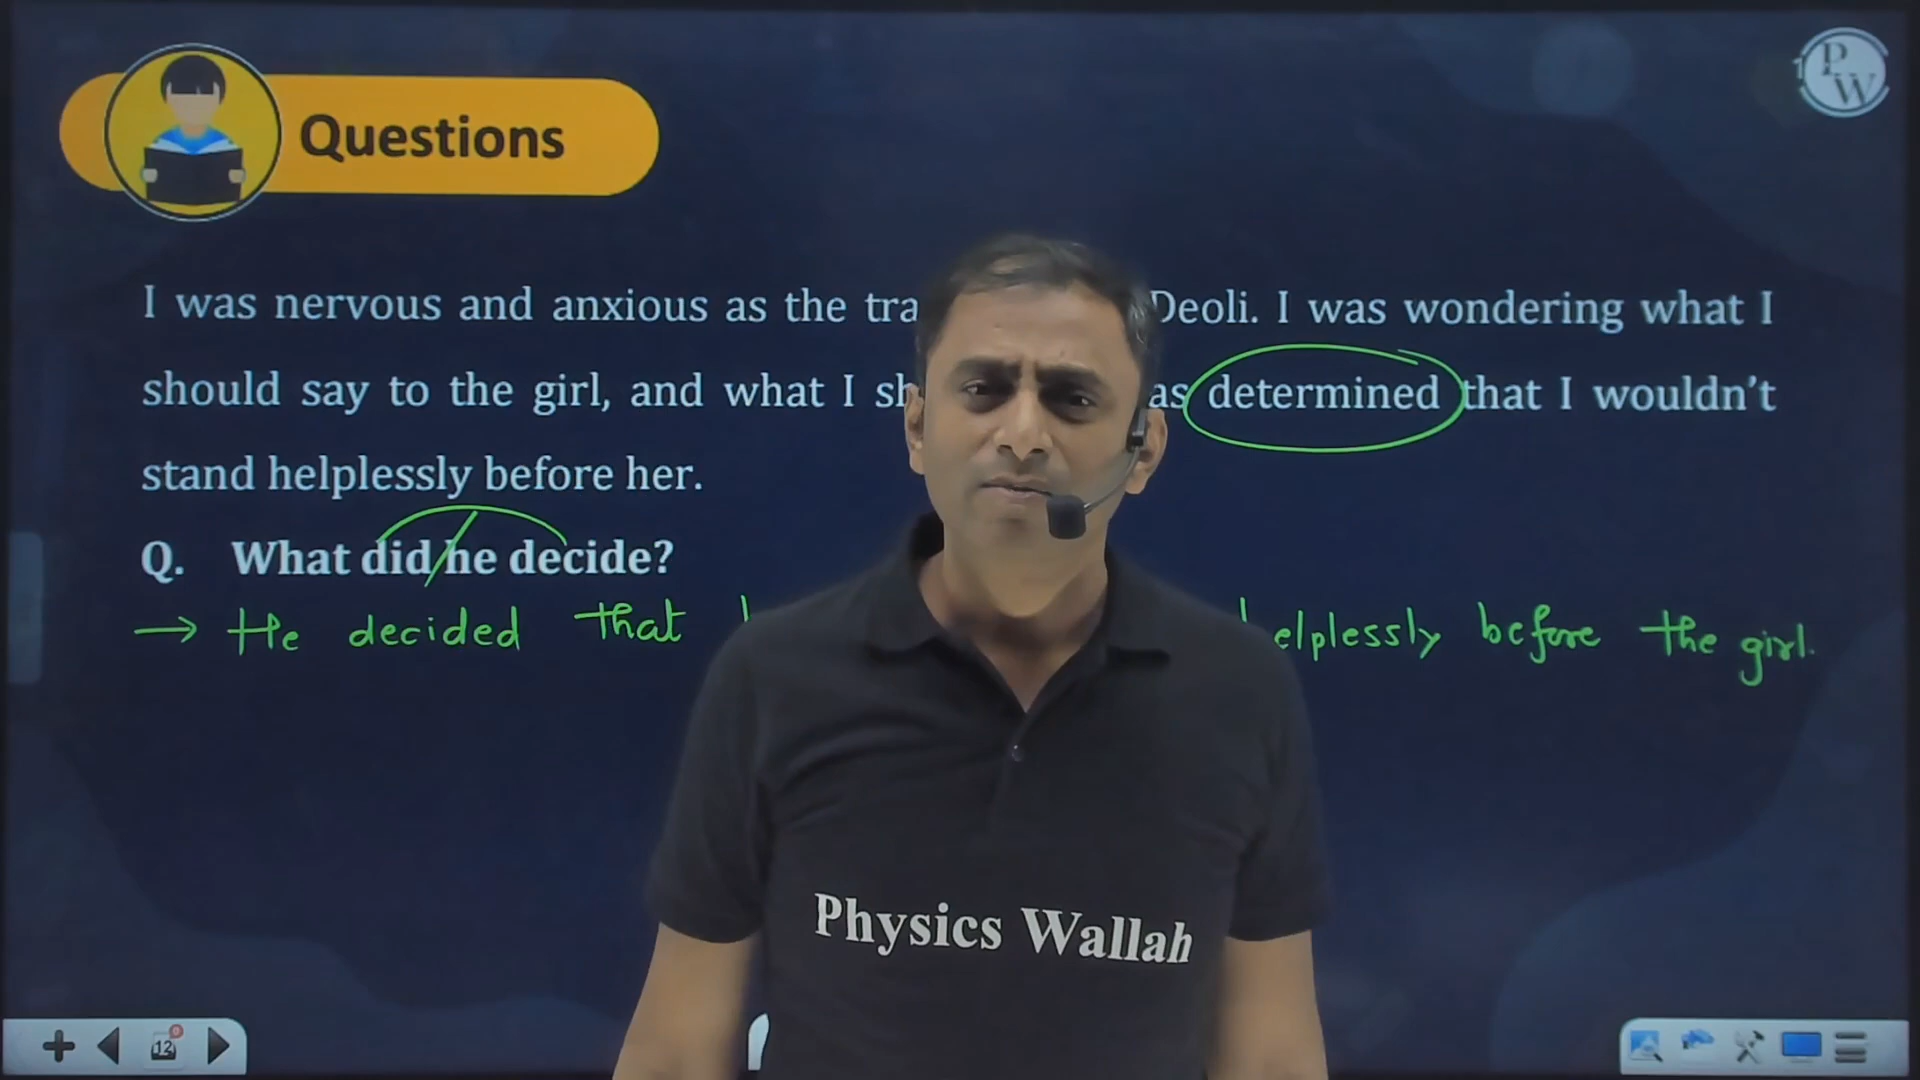 PW
Questions
I was nervous and anxious as the tra Deoli. I was wondering what I
should say to the girl, and what I sh as determined that I wouldn't
stand helplessly before her.
Q. What did he decide?
→ He decided that elplessly before the girl.
Physics Wallah
12